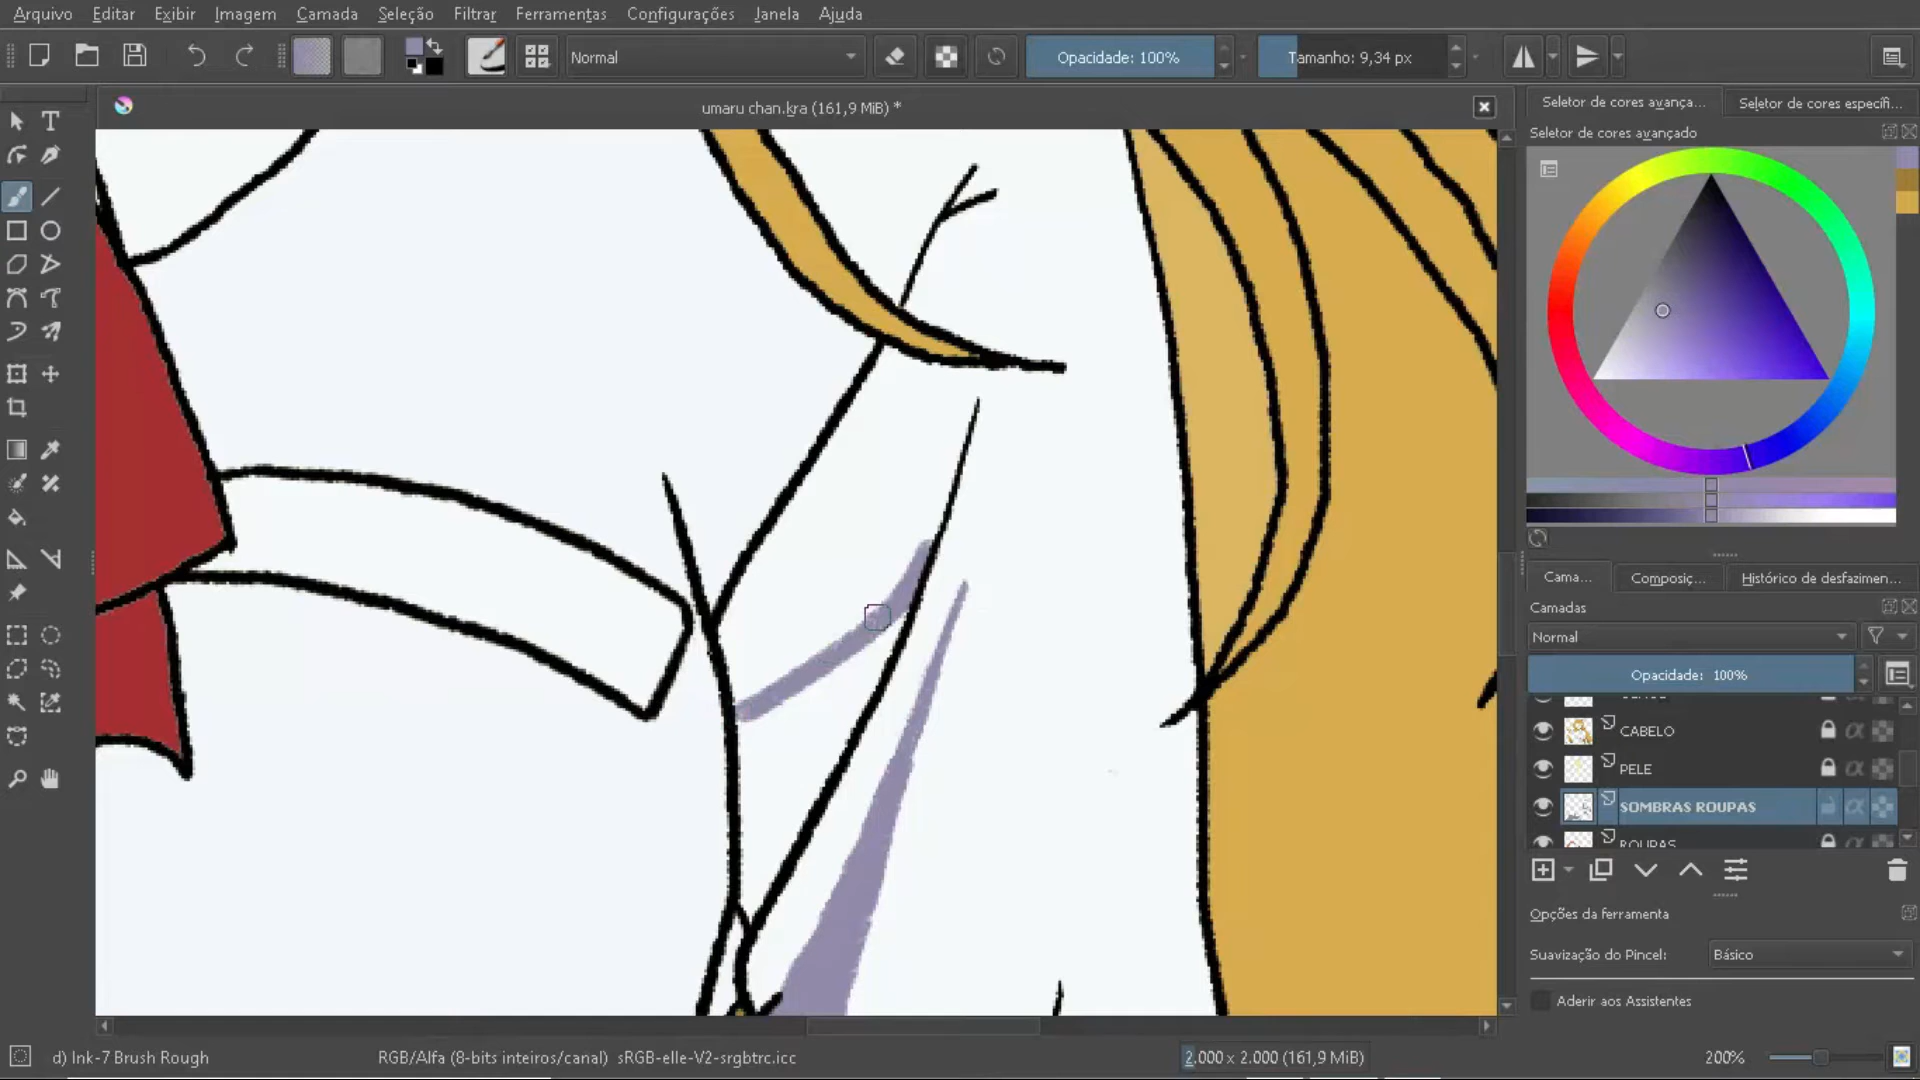 Arquivo Editar Exibir Imagem Camada Seleção Filtrar Ferramentas Configurações Janela Ajuda
Normal Opacidade: 100% Tamanho: 9,34 px
umaru chan.kra (161,9 MiB) *
Seletor de cores avança... Seletor de cores específi...
Seletor de cores avançado
Cama... Composiç... Histórico de desfazimen...
Camadas
Normal
Opacidade: 100%
CABELO
PELE
SOMBRAS ROUPAS
ROUPAS
Opções da ferramenta
Suavização do Pincel: Básico
Aderir aos Assistentes
d) Ink-7 Brush Rough RGB/Alfa (8-bits inteiros/canal) sRGB-elle-V2-srgbtrc.icc 2.000 x 2.000 (161,9 MiB) 200%